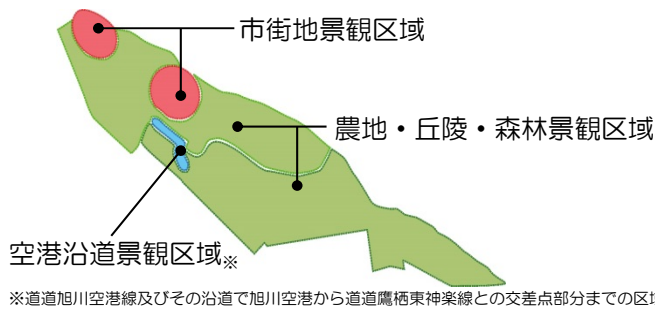 市街地景観区域
農地・丘陵・森林景観区域
空港沿道景観区域※
※道道旭川空港線及びその沿道で旭川空港から道道鷹栖東神楽線との交差点部分までの区